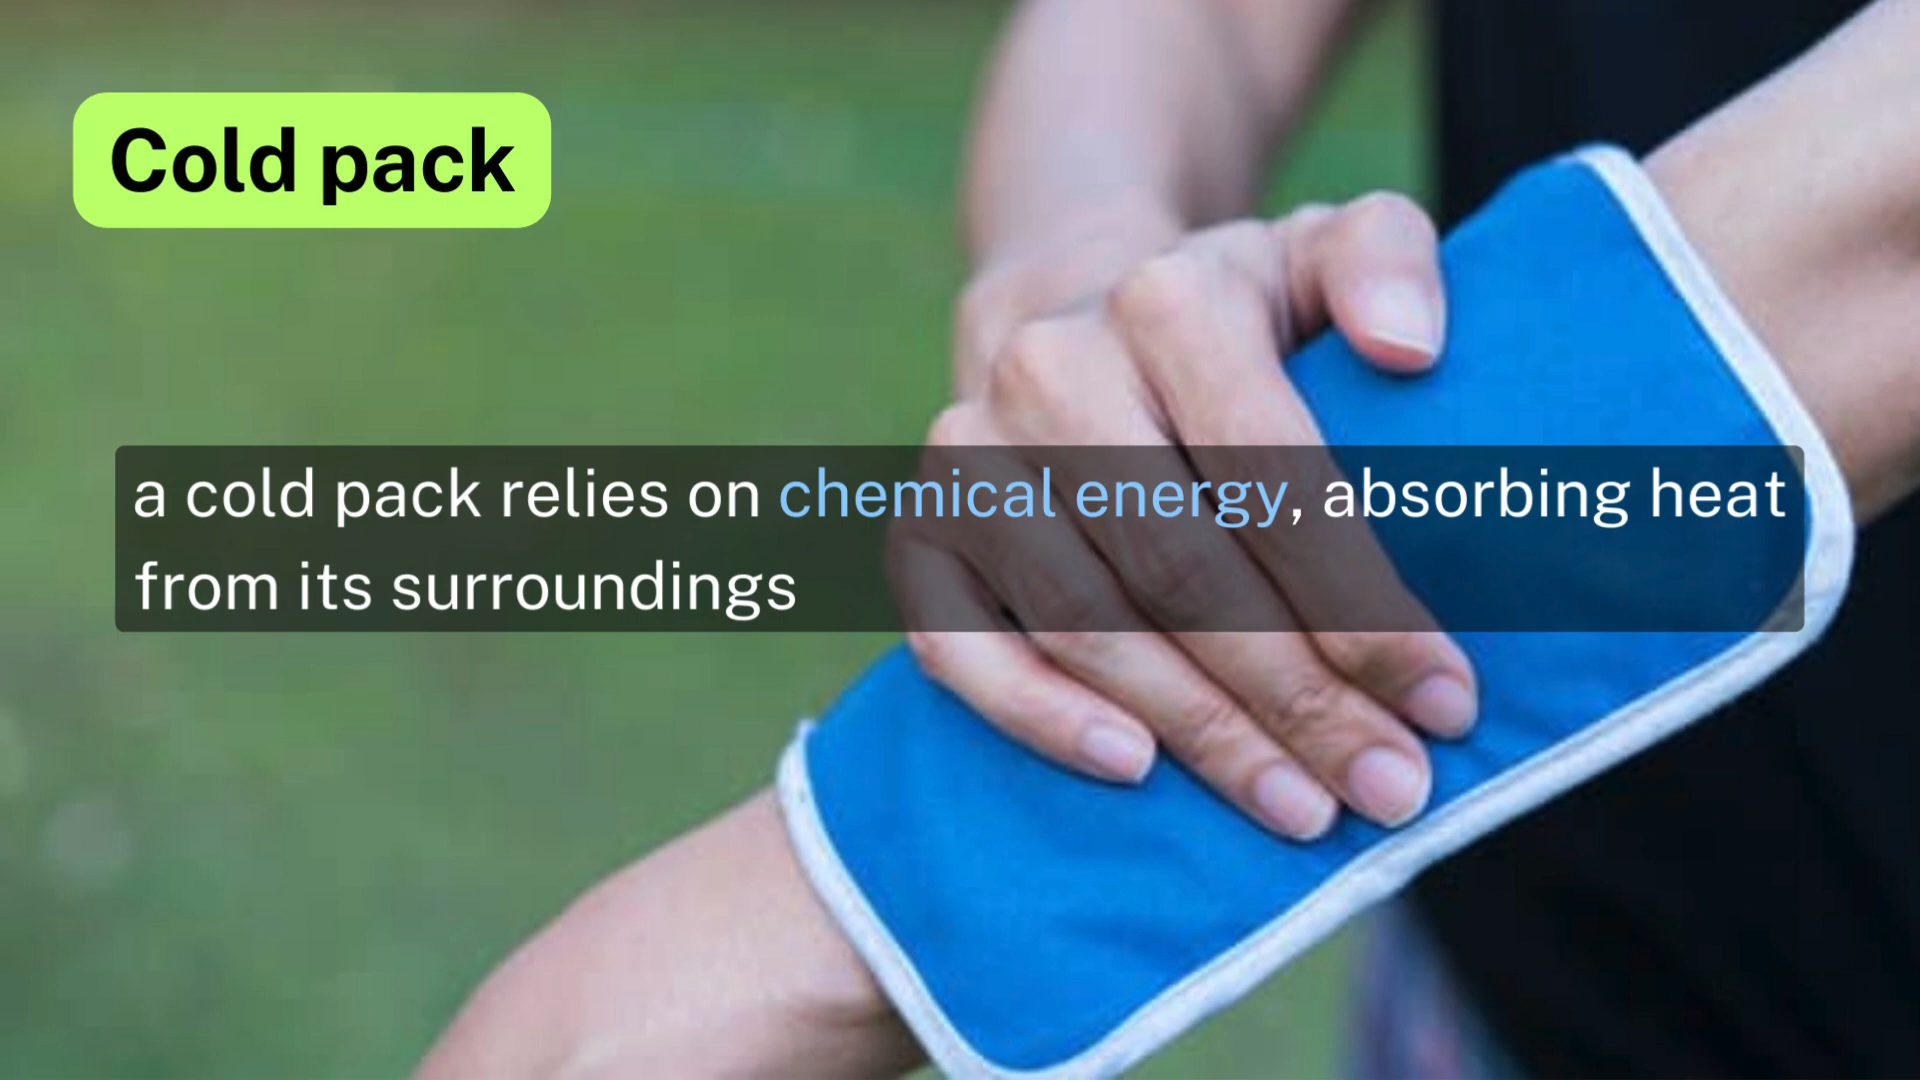 Cold pack
a cold pack relies on chemical energy, absorbing heat
from its surroundings